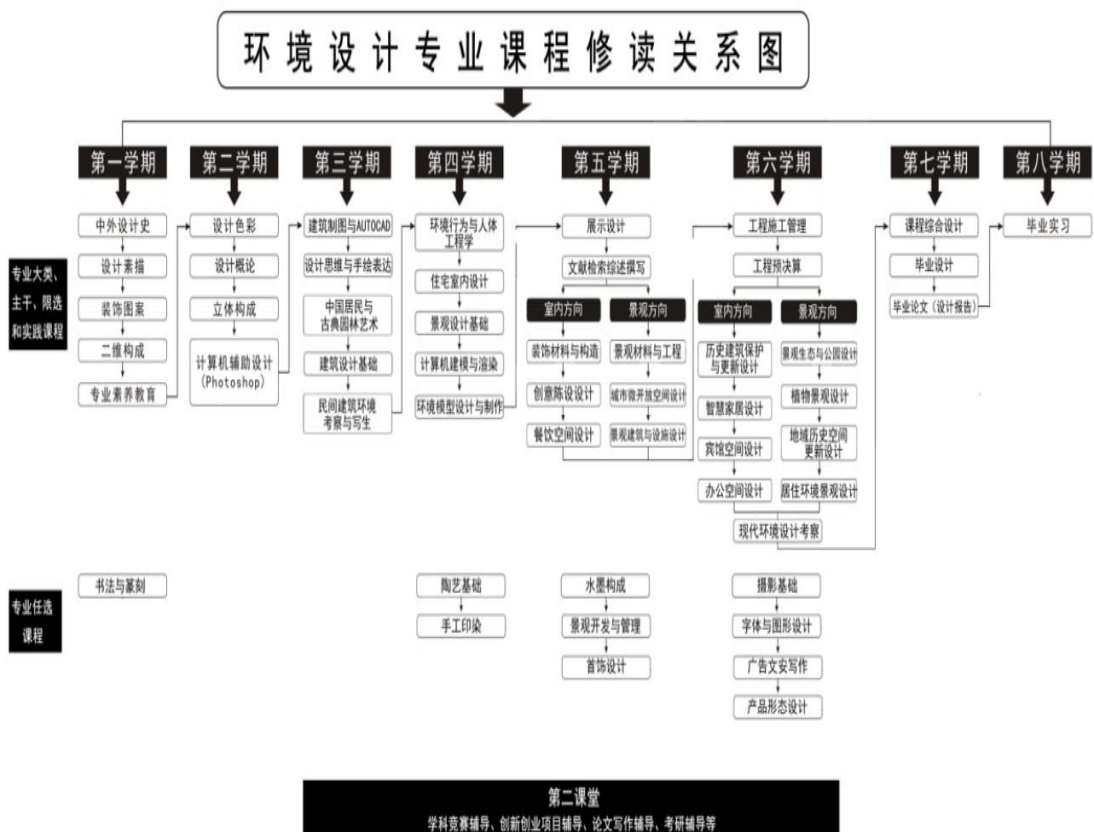 环境设计专业课程修读关系图
第一学期
第二学期
第三学期
第四学期
第五学期
第六学期
第七学期
第八学期
专业大类、
主干、限选
和实践课程
中外设计史
设计素描
装饰图案
二维构成
专业素养教育
设计色彩
设计概论
立体构成
计算机辅助设计
(Photoshop)
建筑制图与AUTOCAD
设计思维与手绘表达
中国居民与
古典园林艺术
建筑设计基础
民间建筑环境
考察与写生
环境行为与人体
工程学
住宅室内设计
景观设计基础
计算机建模与渲染
环境模型设计与制作
展示设计
文献检索综述撰写
室内方向
装饰材料与构造
创意陈设设计
餐饮空间设计
景观方向
景观材料与工程
城市微开放空间设计
景观建筑与设施设计
工程施工管理
工程预决算
室内方向
历史建筑保护
与更新设计
智慧家居设计
宾馆空间设计
办公空间设计
景观方向
景观生态与公园设计
植物景观设计
地域历史空间
更新设计
居住环境景观设计
现代环境设计考察
课程综合设计
毕业设计
毕业论文（设计报告）
毕业实习
专业任选
课程
书法与篆刻
陶艺基础
手工印染
水墨构成
景观开发与管理
首饰设计
摄影基础
字体与图形设计
广告文安写作
产品形态设计
第二课堂
学科竞赛辅导、创新创业项目辅导、论文写作辅导、考研辅导等